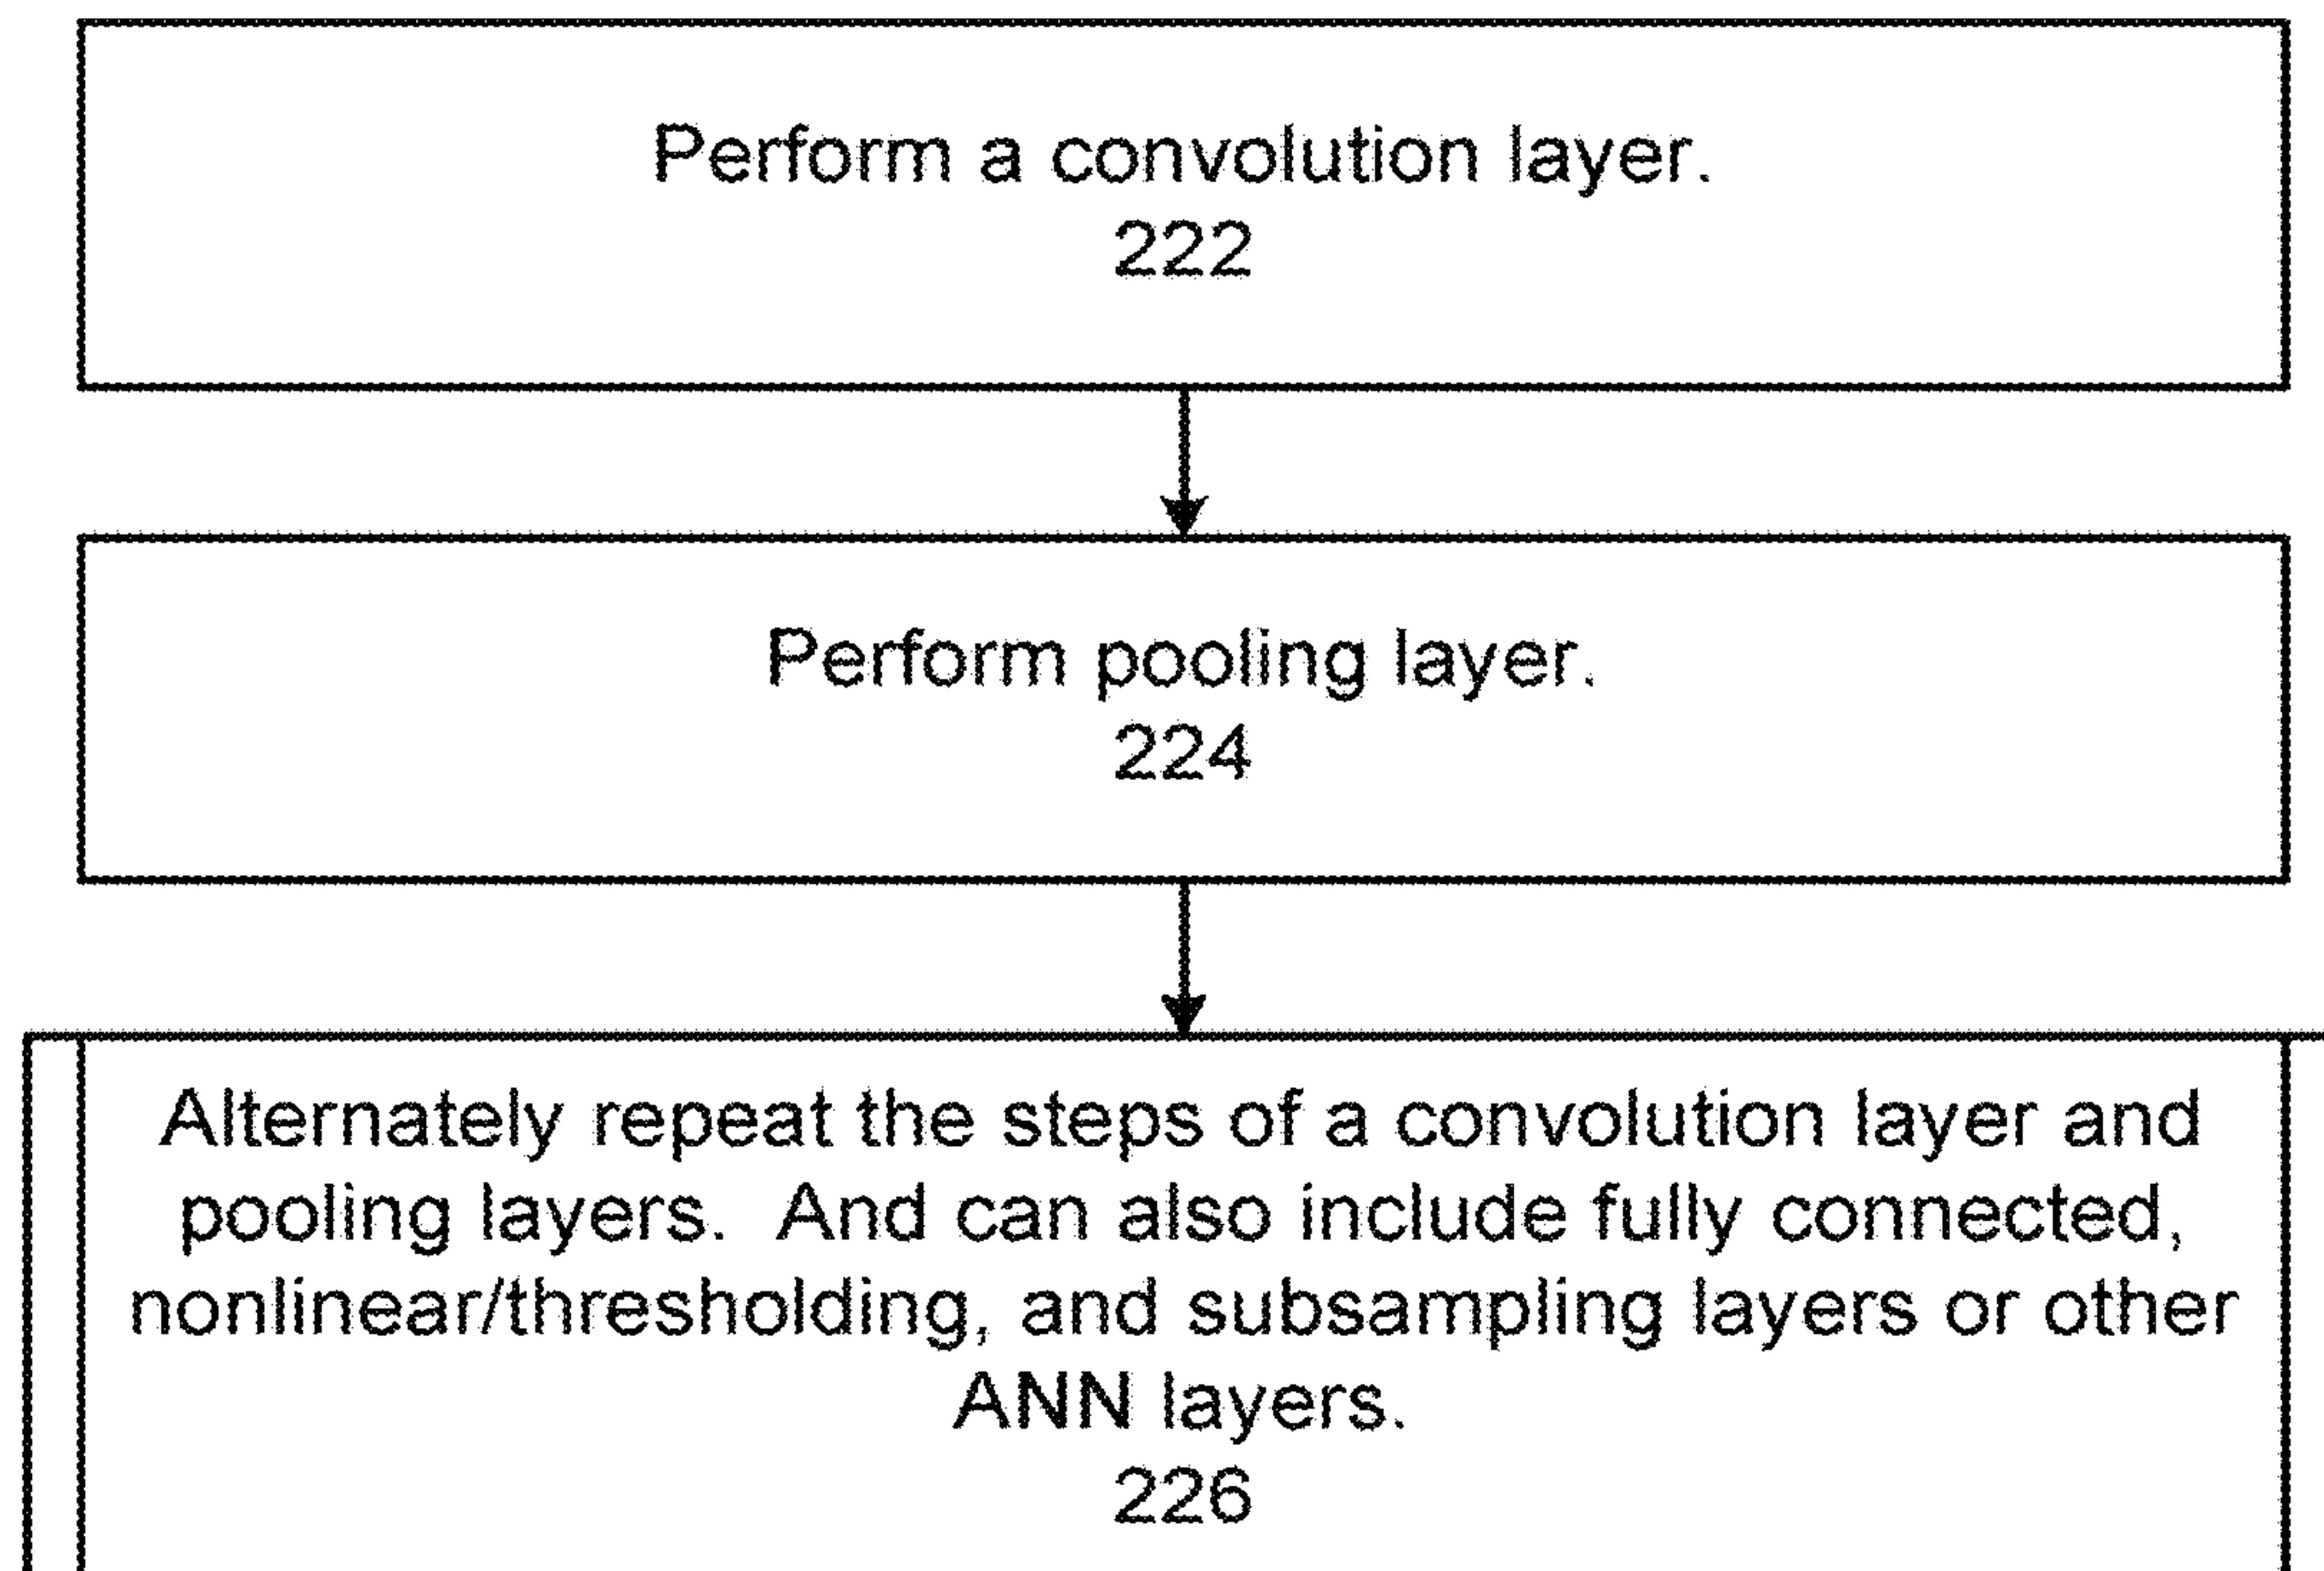 Perform a convolution layer.
222
Perform pooling layer.
224
Alternately repeat the steps of a convolution layer and
pooling layers.  And can also include fully connected,
nonlinear/thresholding, and subsampling layers or other
ANN layers.
226